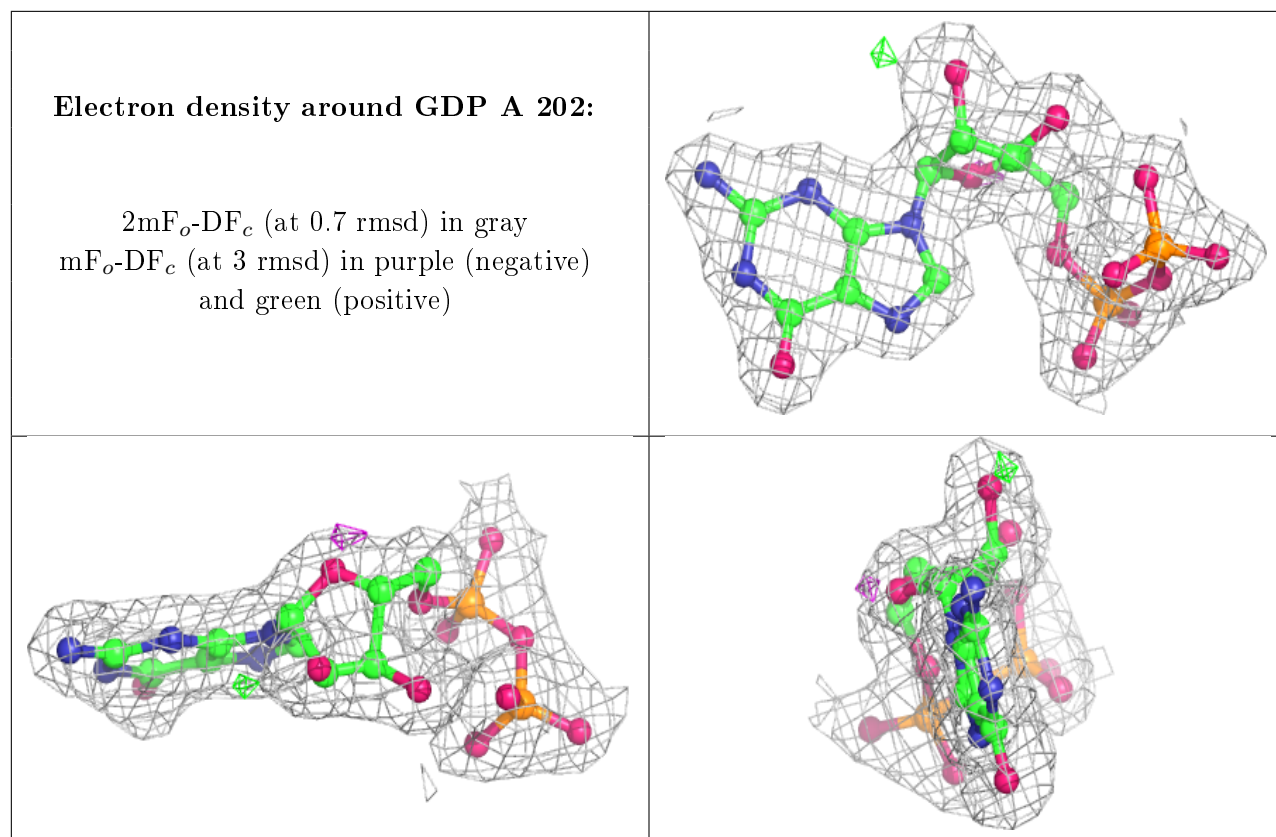 Electron density around GDP A 202:
2mFo-DFc (at 0.7 rmsd) in gray
mFo-DFc (at 3 rmsd) in purple (negative)
and green (positive)